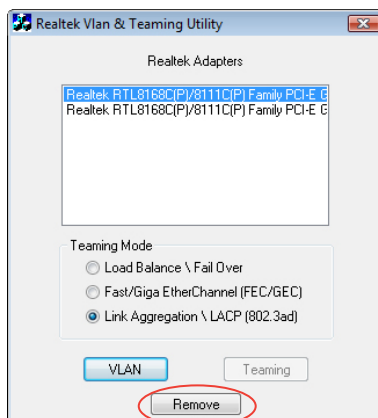 Realtek Vlan & Teaming Utility
Realtek Adapters
Realtek RTL8168C(P)/8111C(P) Family PCI-E G
Realtek RTL8168C(P)/8111C(P) Family PCI-E G
Teaming Mode
Load Balance \ Fail Over
Fast/Giga EtherChannel (FEC/GEC)
Link Aggregation \ LACP (802.3ad)
VLAN
Teaming
Remove